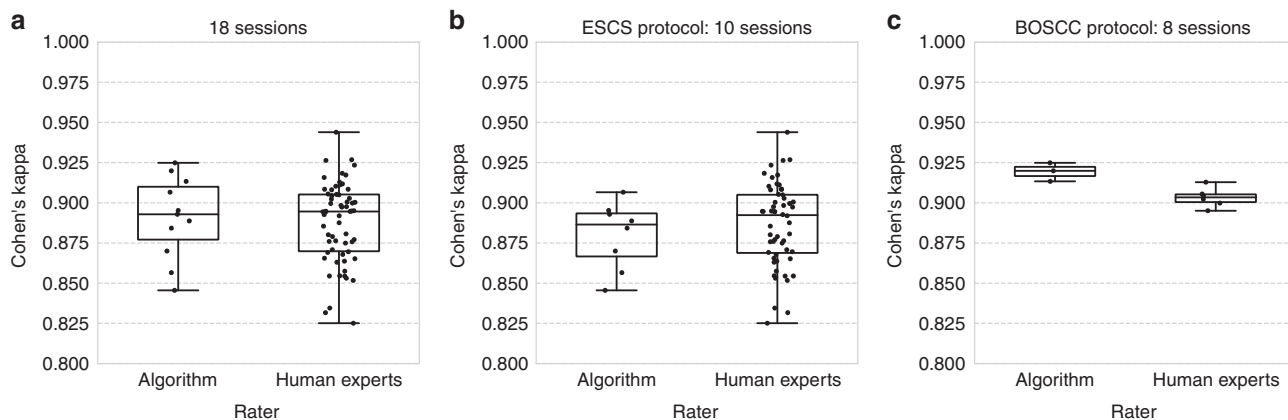 a
18 sessions
1.000
0.975
0.950
0.925
0.900
0.875
0.850
0.825
0.800
Cohen's kappa
Algorithm
Human experts
Rater
b
ESCS protocol: 10 sessions
1.000
0.975
0.950
0.925
0.900
0.875
0.850
0.825
0.800
Cohen's kappa
Algorithm
Human experts
Rater
c
BOSCC protocol: 8 sessions
1.000
0.975
0.950
0.925
0.900
0.875
0.850
0.825
0.800
Cohen's kappa
Algorithm
Human experts
Rater